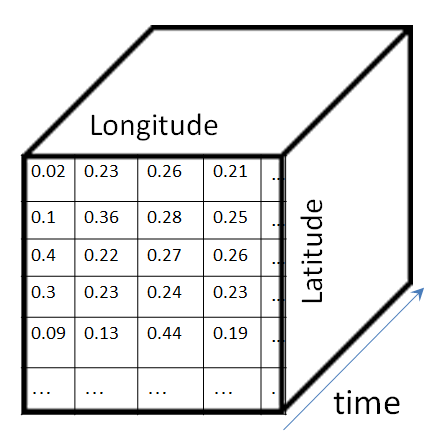 Longitude
0.02 0.23 0.26 0.21 ...
0.1 0.36 0.28 0.25 ...
0.4 0.22 0.27 0.26 ...
0.3 0.23 0.24 0.23 ...
0.09 0.13 0.44 0.19 ...
... ... ... ... ...
Latitude
time